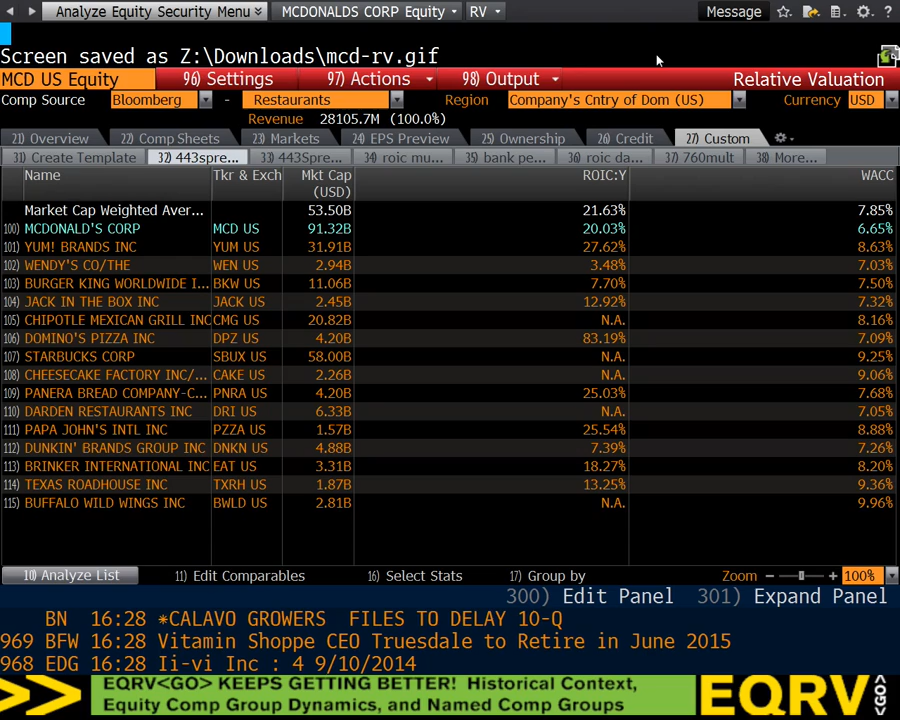 Analyze Equity Security Menu MCDONALDS CORP Equity RV Message ?
Screen saved as Z:\Downloads\mcd-rv.gif
MCD US Equity 96) Settings 97) Actions 98) Output Relative Valuation
Comp Source Bloomberg - Restaurants Region Company's Cntry of Dom (US) Currency USD
Revenue 28105.7M (100.0%)
21) Overview 22) Comp Sheets 23) Markets 24) EPS Preview 25) Ownership 26) Credit 27) Custom
31) Create Template 32) 443spre... 33) 443Spre... 34) roic mu... 35) bank pe... 36) roic da... 37) 760mult 38) More...
Name Tkr & Exch Mkt Cap ROIC:Y WACC
(USD)
Market Cap Weighted Aver... 53.50B 21.63% 7.85%
100) MCDONALD'S CORP MCD US 91.32B 20.03% 6.65%
101) YUM! BRANDS INC YUM US 31.91B 27.62% 8.63%
102) WENDY'S CO/THE WEN US 2.94B 3.48% 7.03%
103) BURGER KING WORLDWIDE I... BKW US 11.06B 7.70% 7.50%
104) JACK IN THE BOX INC JACK US 2.45B 12.92% 7.32%
105) CHIPOTLE MEXICAN GRILL INC CMG US 20.82B N.A. 8.16%
106) DOMINO'S PIZZA INC DPZ US 4.20B 83.19% 7.09%
107) STARBUCKS CORP SBUX US 58.00B N.A. 9.25%
108) CHEESECAKE FACTORY INC/... CAKE US 2.26B N.A. 9.06%
109) PANERA BREAD COMPANY-C... PNRA US 4.20B 25.03% 7.68%
110) DARDEN RESTAURANTS INC DRI US 6.33B N.A. 7.05%
111) PAPA JOHN'S INTL INC PZZA US 1.57B 25.54% 8.88%
112) DUNKIN' BRANDS GROUP INC DNKN US 4.88B 7.39% 7.26%
113) BRINKER INTERNATIONAL INC EAT US 3.31B 18.27% 8.20%
114) TEXAS ROADHOUSE INC TXRH US 1.87B 13.25% 9.36%
115) BUFFALO WILD WINGS INC BWLD US 2.81B N.A. 9.96%
10) Analyze List 11) Edit Comparables 16) Select Stats 17) Group by Zoom - + 100%
300) Edit Panel 301) Expand Panel
BN 16:28 *CALAVO GROWERS FILES TO DELAY 10-Q
969 BFW 16:28 Vitamin Shoppe CEO Truesdale to Retire in June 2015
968 EDG 16:28 Ii-vi Inc : 4 9/10/2014
EQRV<GO> KEEPS GETTING BETTER! Historical Context,
Equity Comp Group Dynamics, and Named Comp Groups
EQRV <GO>